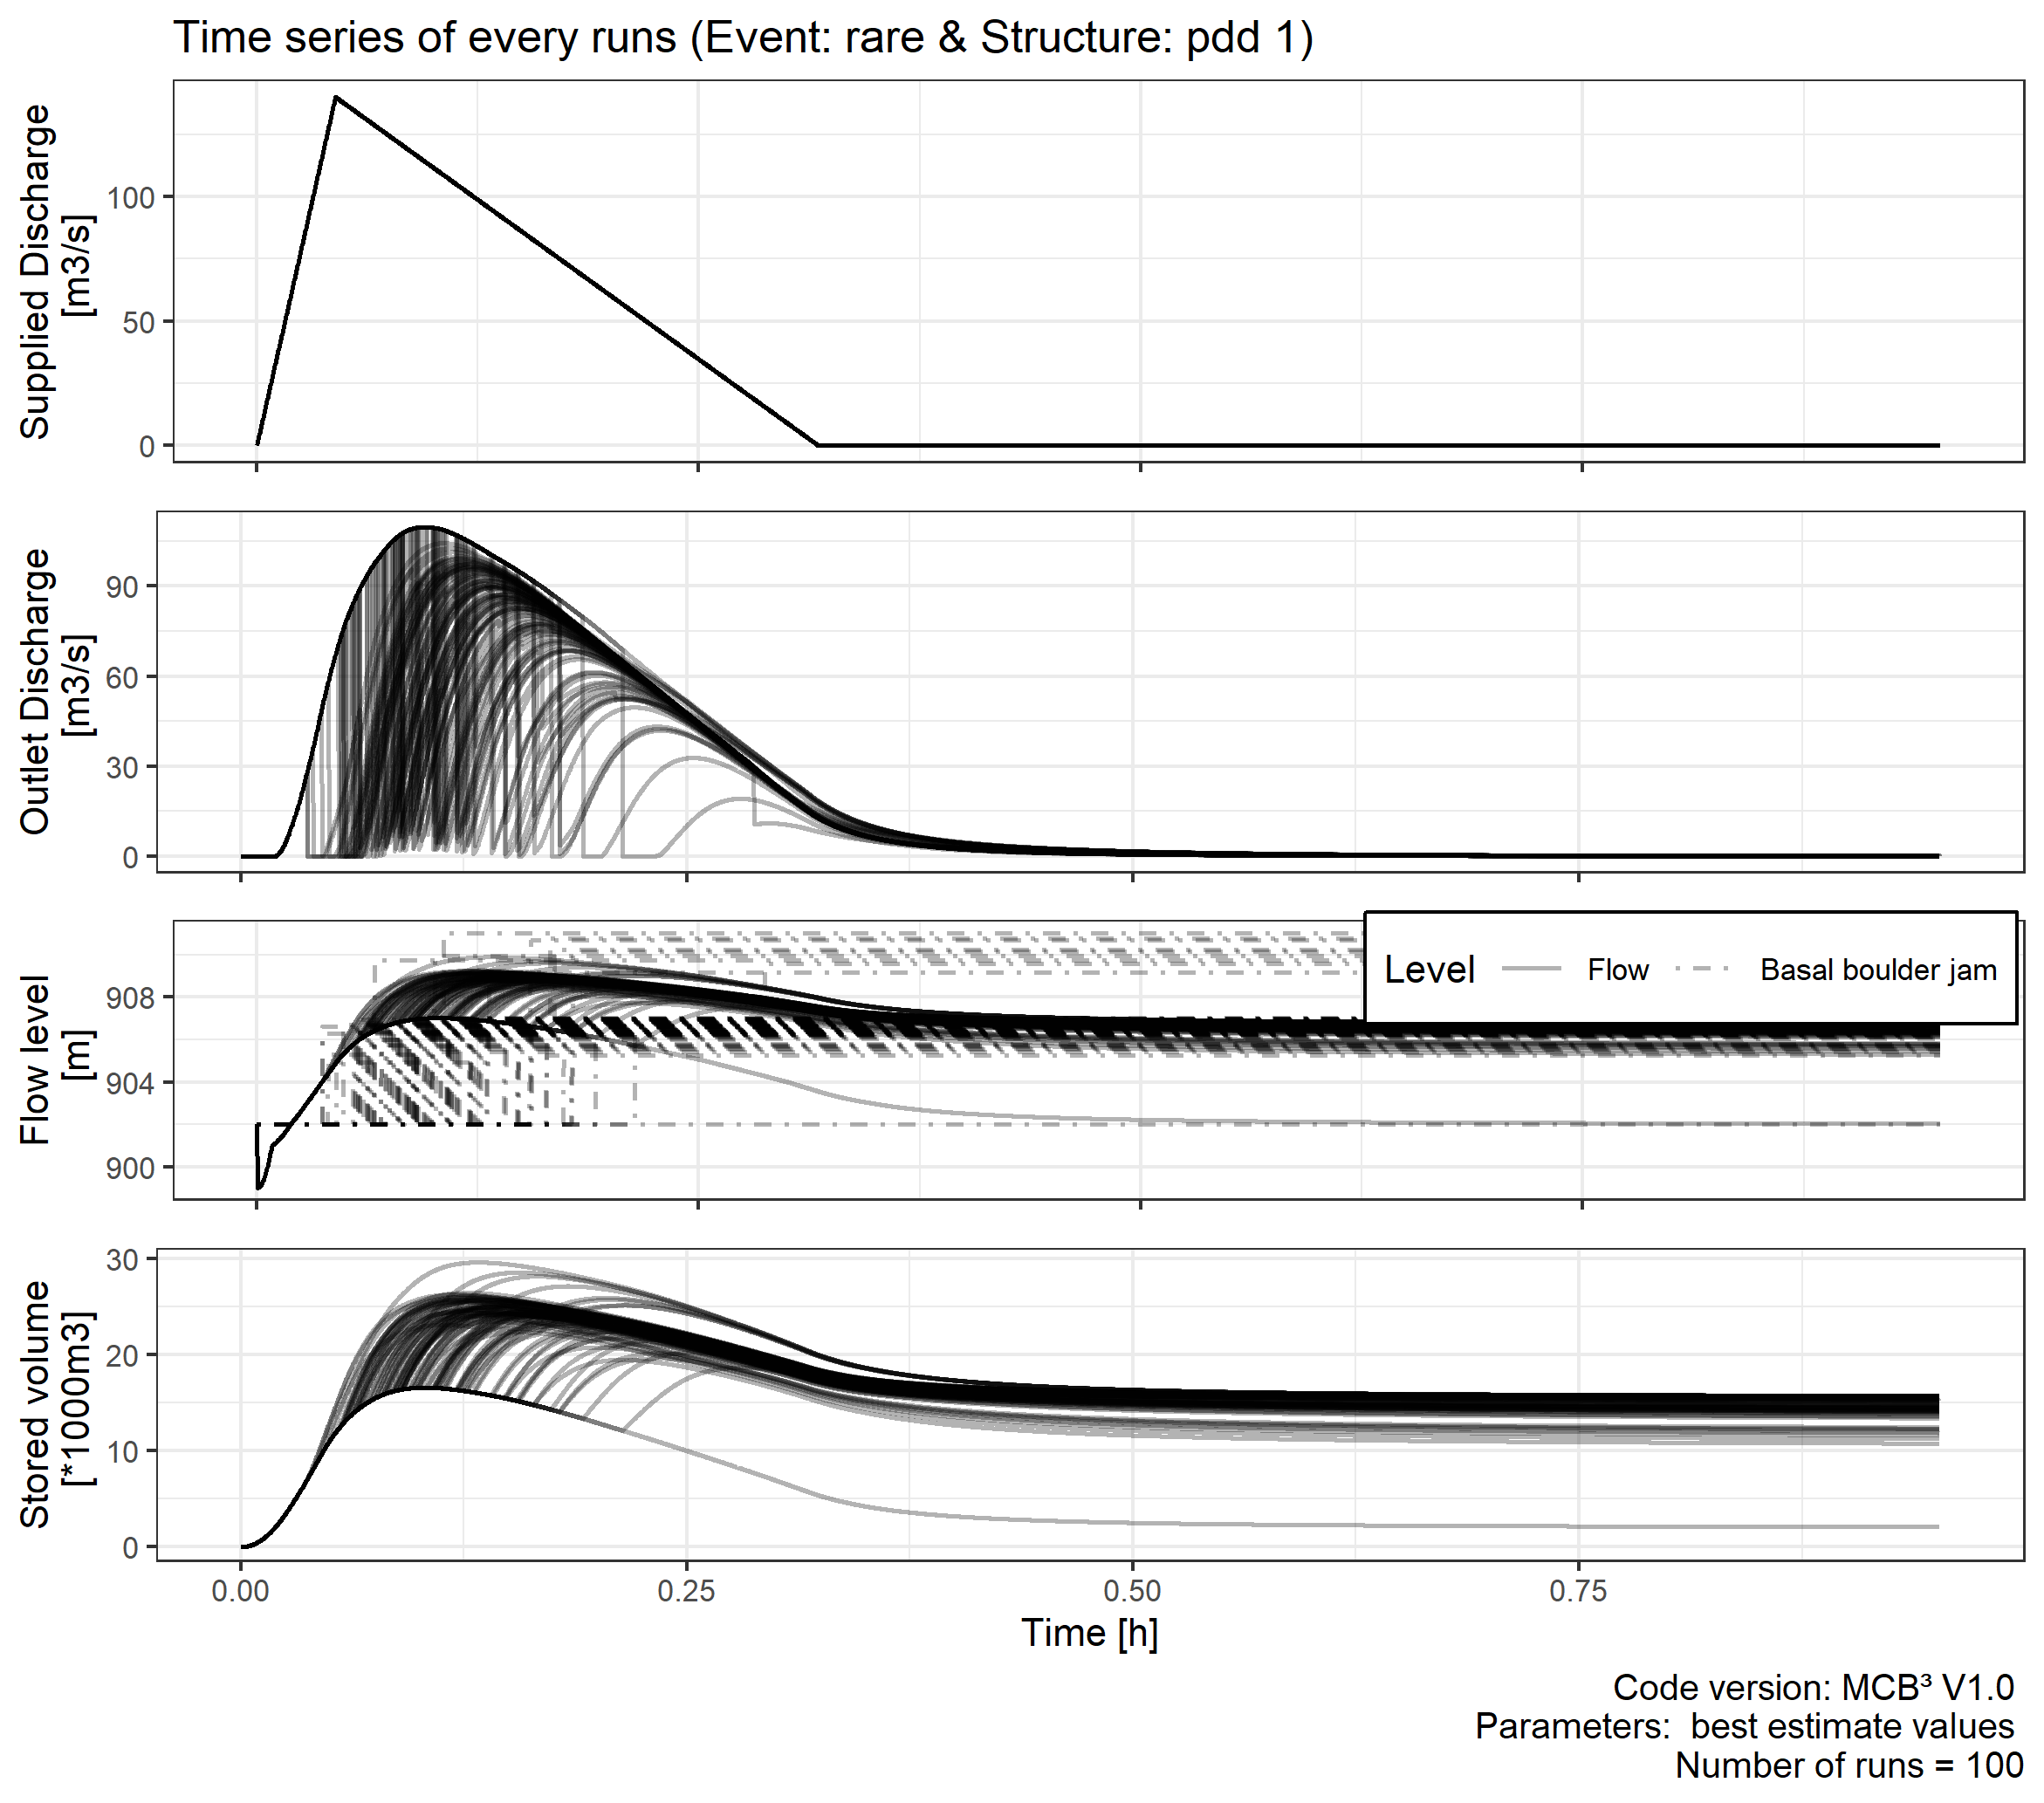 Time series of every runs (Event: rare & Structure: pdd 1)
Supplied Discharge
[m3/s]
100
50
0
Outlet Discharge
[m3/s]
90
60
30
0
Flow level
[m]
908
904
900
Level
Flow
Basal boulder jam
Stored volume
[*1000m3]
30
20
10
0
0.00
0.25
0.50
0.75
Time [h]
Code version: MCB³ V1.0
Parameters:  best estimate values
Number of runs = 100